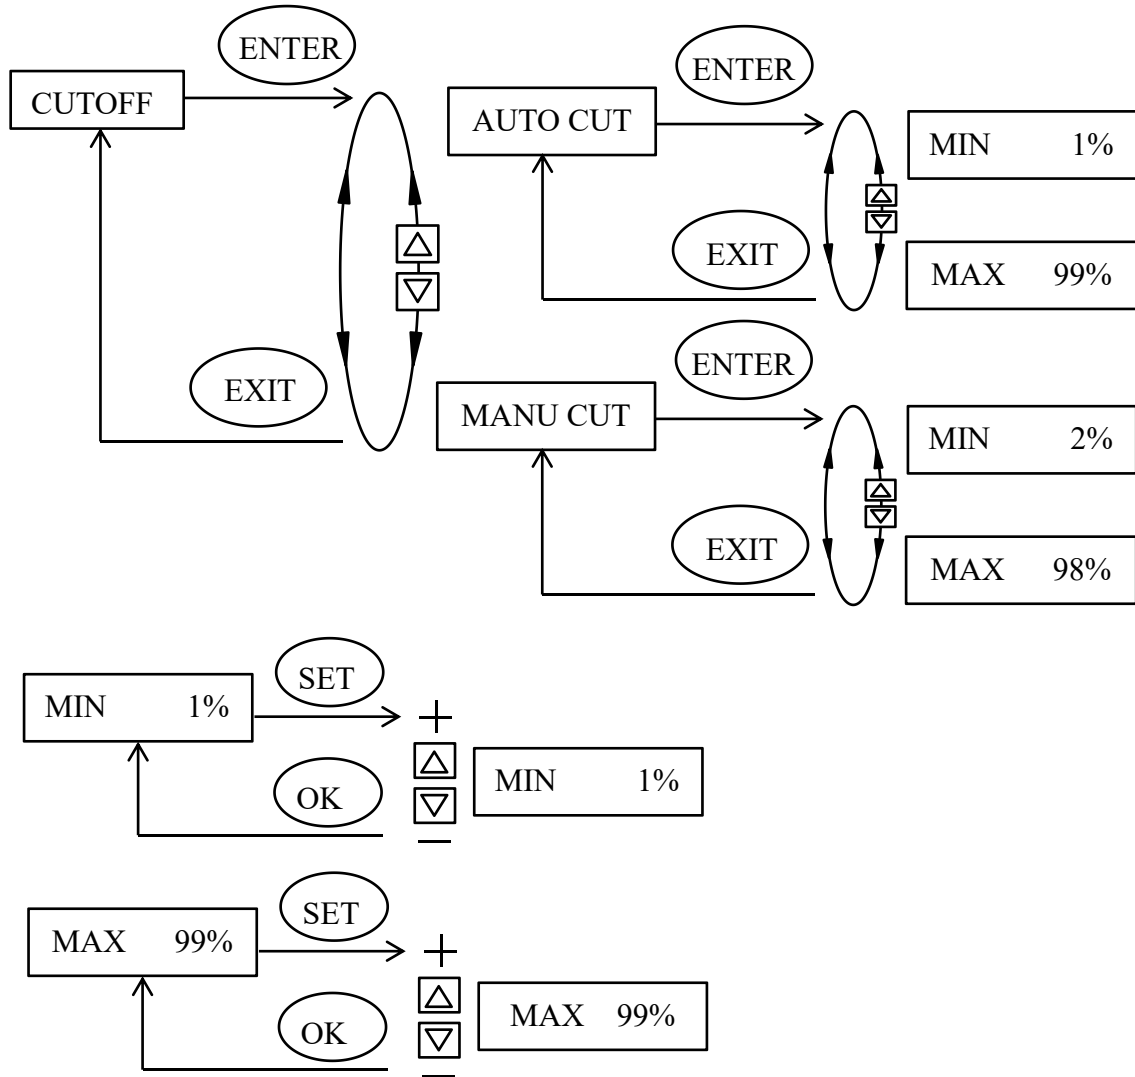 ENTER
CUTOFF
EXIT
ENTER
AUTO CUT
MIN 1%
EXIT
MAX 99%
ENTER
MANU CUT
MIN 2%
EXIT
MAX 98%
SET
MIN 1%
+
MIN 1%
OK
—
SET
MAX 99%
+
MAX 99%
OK
—